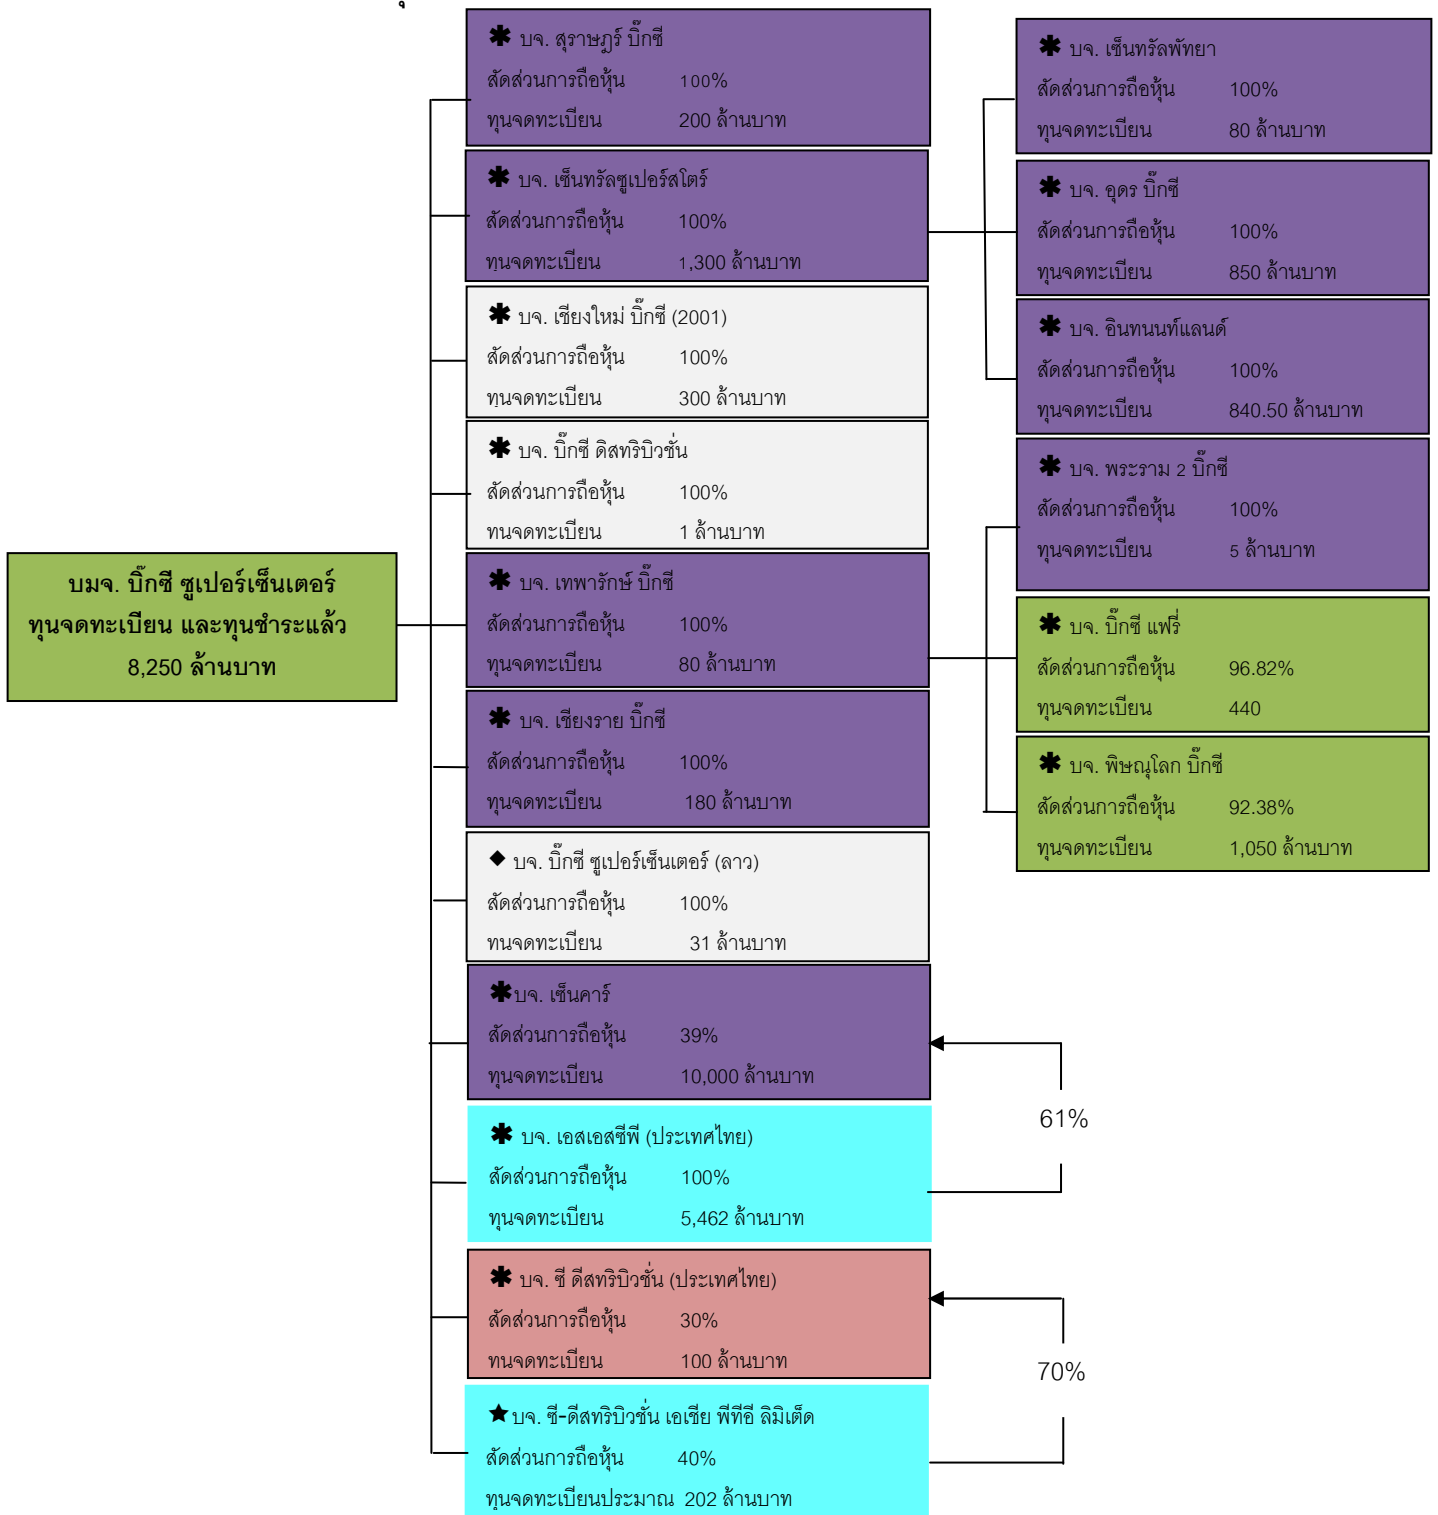 ✱ บจ. สุราษฎร์ บิ๊กซี
สัดส่วนการถือหุ้น 100%
ทุนจดทะเบียน 200 ล้านบาท
✱ บจ. เซ็นทรัลซูเปอร์สโตร์
สัดส่วนการถือหุ้น 100%
ทุนจดทะเบียน 1,300 ล้านบาท
✱ บจ. เชียงใหม่ บิ๊กซี (2001)
สัดส่วนการถือหุ้น 100%
ทุนจดทะเบียน 300 ล้านบาท
✱ บจ. บิ๊กซี ดิสทริบิวชั่น
สัดส่วนการถือหุ้น 100%
ทุนจดทะเบียน 1 ล้านบาท
บมจ. บิ๊กซี ซูเปอร์เซ็นเตอร์
ทุนจดทะเบียน และทุนชำระแล้ว
8,250 ล้านบาท
✱ บจ. เทพารักษ์ บิ๊กซี
สัดส่วนการถือหุ้น 100%
ทุนจดทะเบียน 80 ล้านบาท
✱ บจ. เชียงราย บิ๊กซี
สัดส่วนการถือหุ้น 100%
ทุนจดทะเบียน 180 ล้านบาท
◆ บจ. บิ๊กซี ซูเปอร์เซ็นเตอร์ (ลาว)
สัดส่วนการถือหุ้น 100%
ทุนจดทะเบียน 31 ล้านบาท
✱บจ. เซ็นคาร์
สัดส่วนการถือหุ้น 39%
ทุนจดทะเบียน 10,000 ล้านบาท
✱ บจ. เอสเอสซีพี (ประเทศไทย)
สัดส่วนการถือหุ้น 100%
ทุนจดทะเบียน 5,462 ล้านบาท
✱ บจ. ซี ดีสทริบิวชั่น (ประเทศไทย)
สัดส่วนการถือหุ้น 30%
ทุนจดทะเบียน 100 ล้านบาท
★บจ. ซี-ดีสทริบิวชั่น เอเชีย พีทีอี ลิมิเต็ด
สัดส่วนการถือหุ้น 40%
ทุนจดทะเบียนประมาณ 202 ล้านบาท
✱ บจ. เซ็นทรัลพัทยา
สัดส่วนการถือหุ้น 100%
ทุนจดทะเบียน 80 ล้านบาท
✱ บจ. อุดร บิ๊กซี
สัดส่วนการถือหุ้น 100%
ทุนจดทะเบียน 850 ล้านบาท
✱ บจ. อินทนนท์แลนด์
สัดส่วนการถือหุ้น 100%
ทุนจดทะเบียน 840.50 ล้านบาท
✱ บจ. พระราม 2 บิ๊กซี
สัดส่วนการถือหุ้น 100%
ทุนจดทะเบียน 5 ล้านบาท
✱ บจ. บิ๊กซี แฟรี่
สัดส่วนการถือหุ้น 96.82%
ทุนจดทะเบียน 440
✱ บจ. พิษณุโลก บิ๊กซี
สัดส่วนการถือหุ้น 92.38%
ทุนจดทะเบียน 1,050 ล้านบาท
61%
70%